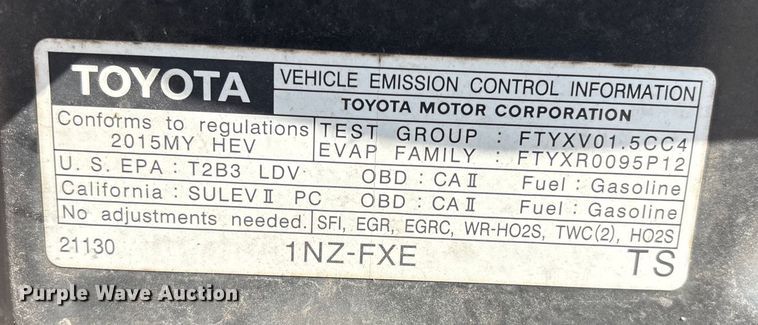 TOYOTA VEHICLE EMISSION CONTROL INFORMATION
TOYOTA MOTOR CORPORATION
Conforms to regulations TEST GROUP : FTYXV01.5CC4
2015MY HEV EVAP FAMILY : FTYXR0095P12
U. S. EPA : T2B3 LDV OBD : CA II Fuel : Gasoline
California : SULEV II PC OBD : CA II Fuel : Gasoline
No adjustments needed. SFI, EGR, EGRC, WR-HO2S, TWC(2), HO2S
21130 1NZ-FXE TS
Purple Wave Auction